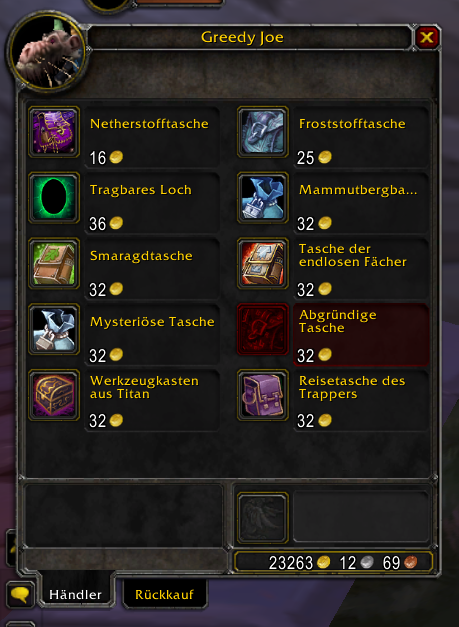 Greedy Joe
Netherstofftasche
16
Froststofftasche
25
Tragbares Loch
36
Mammutbergba...
32
Smaragdtasche
32
Tasche der
endlosen Fächer
32
Mysteriöse Tasche
32
Abgründige
Tasche
32
Werkzeugkasten
aus Titan
32
Reisetasche des
Trappers
32
23263 12 69
Händler
Rückkauf